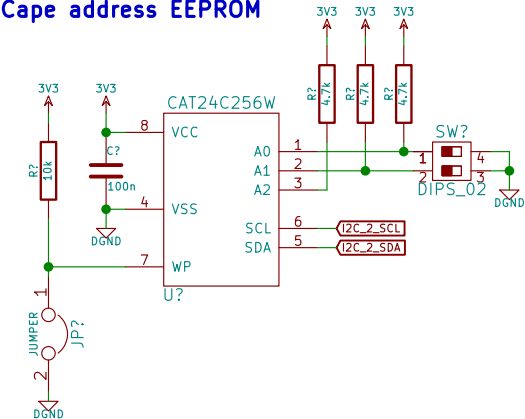 Cape address EEPROM
3V3 3V3 3V3
R? 4.7k R? 4.7k R? 4.7k
3V3 3V3
CAT24C256W
R? 10k
C?
100n
8 VCC
4 VSS
7 WP
A0 1
A1 2
A2 3
SCL 6
SDA 5
U?
I2C_2_SCL
I2C_2_SDA
SW?
1 4
2 3
DIPS_02
DGND
DGND
1
JUMPER
JP?
2
DGND